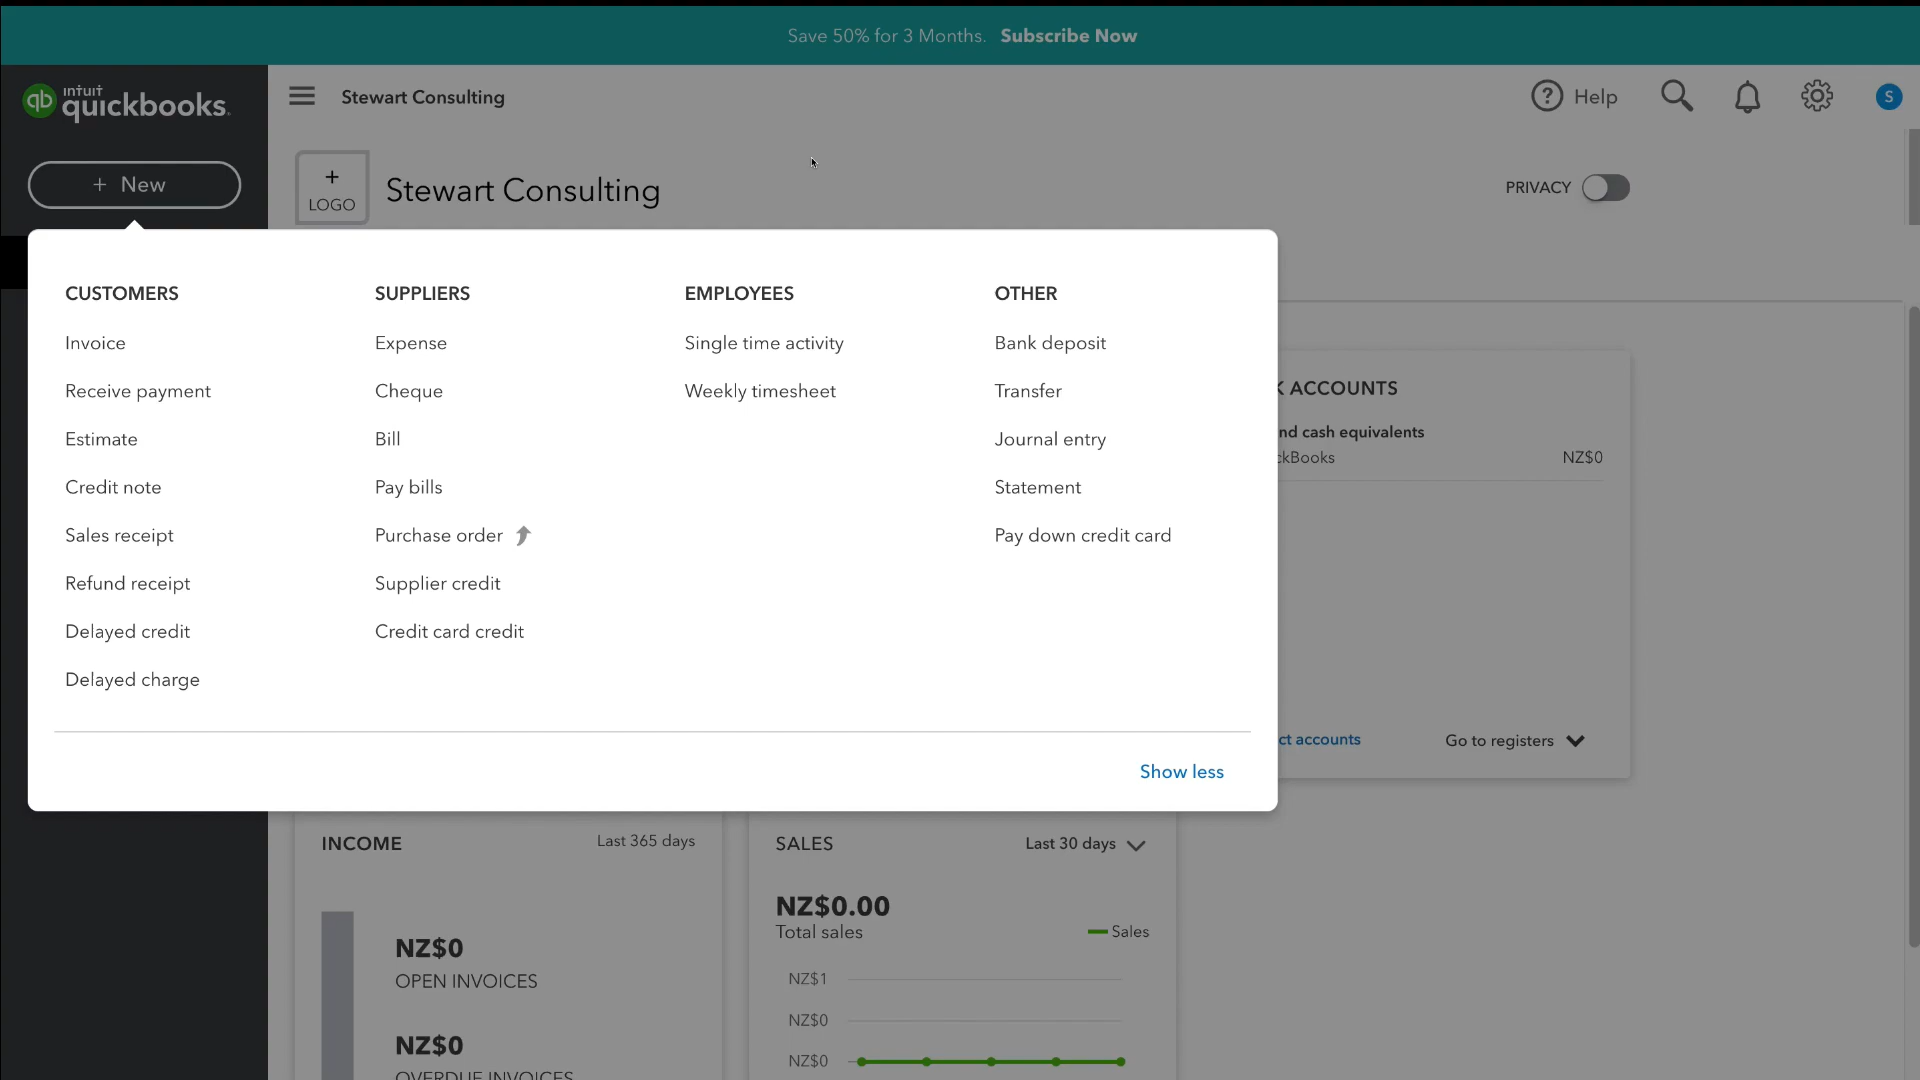 Save 50% for 3 Months. Subscribe Now
intuit
quickbooks.
Stewart Consulting
Help
S
+ New
+
LOGO
Stewart Consulting
PRIVACY
CUSTOMERS
Invoice
Receive payment
Estimate
Credit note
Sales receipt
Refund receipt
Delayed credit
Delayed charge
SUPPLIERS
Expense
Cheque
Bill
Pay bills
Purchase order
Supplier credit
Credit card credit
EMPLOYEES
Single time activity
Weekly timesheet
OTHER
Bank deposit
Transfer
Journal entry
Statement
Pay down credit card
Show less
ACCOUNTS
cash equivalents
NZ$0
accounts
Go to registers
INCOME
Last 365 days
NZ$0
OPEN INVOICES
NZ$0
OVERDUE INVOICES
SALES
Last 30 days
NZ$0.00
Total sales
Sales
NZ$1
NZ$0
NZ$0